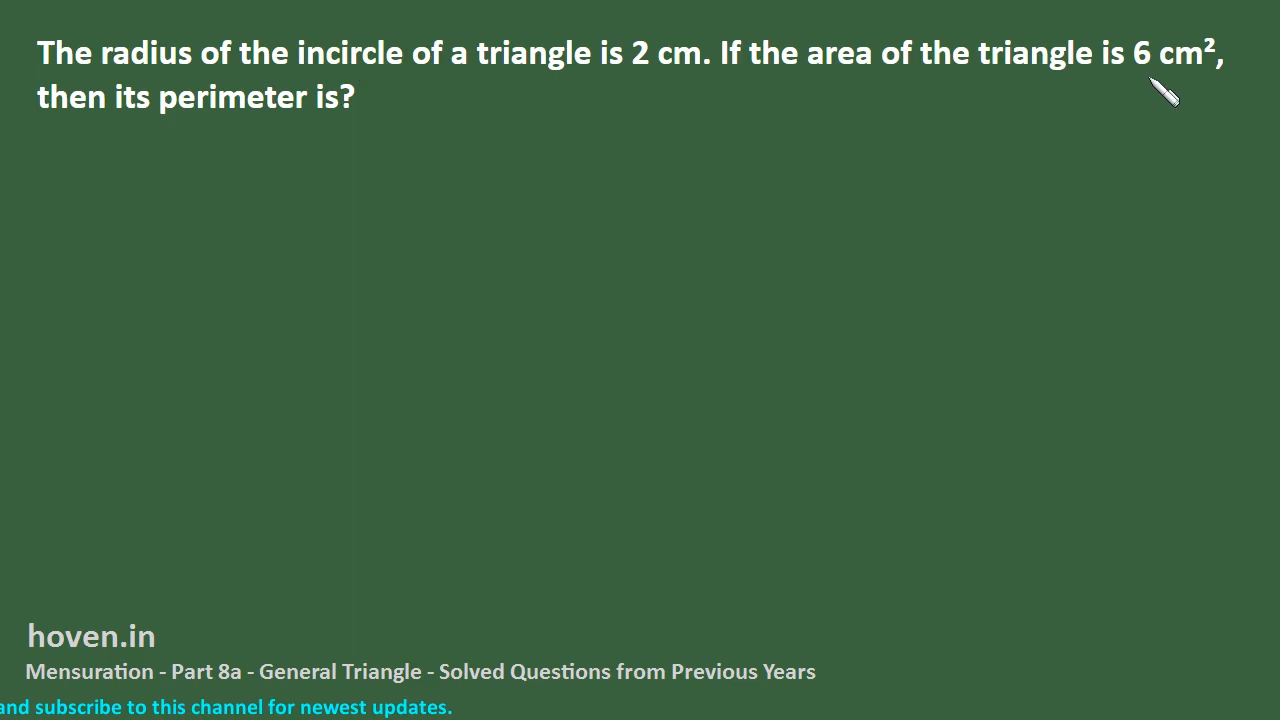 The radius of the incircle of a triangle is 2 cm. If the area of the triangle is 6 cm²,
then its perimeter is?
hoven.in
Mensuration - Part 8a - General Triangle - Solved Questions from Previous Years
and subscribe to this channel for newest updates.